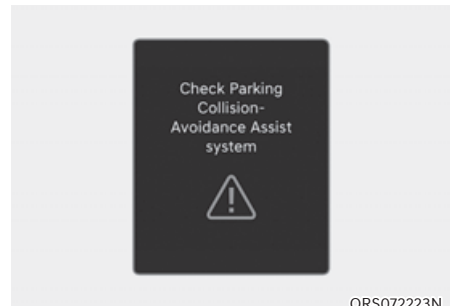 Check Parking
Collision-
Avoidance Assist
system
ORS072223N